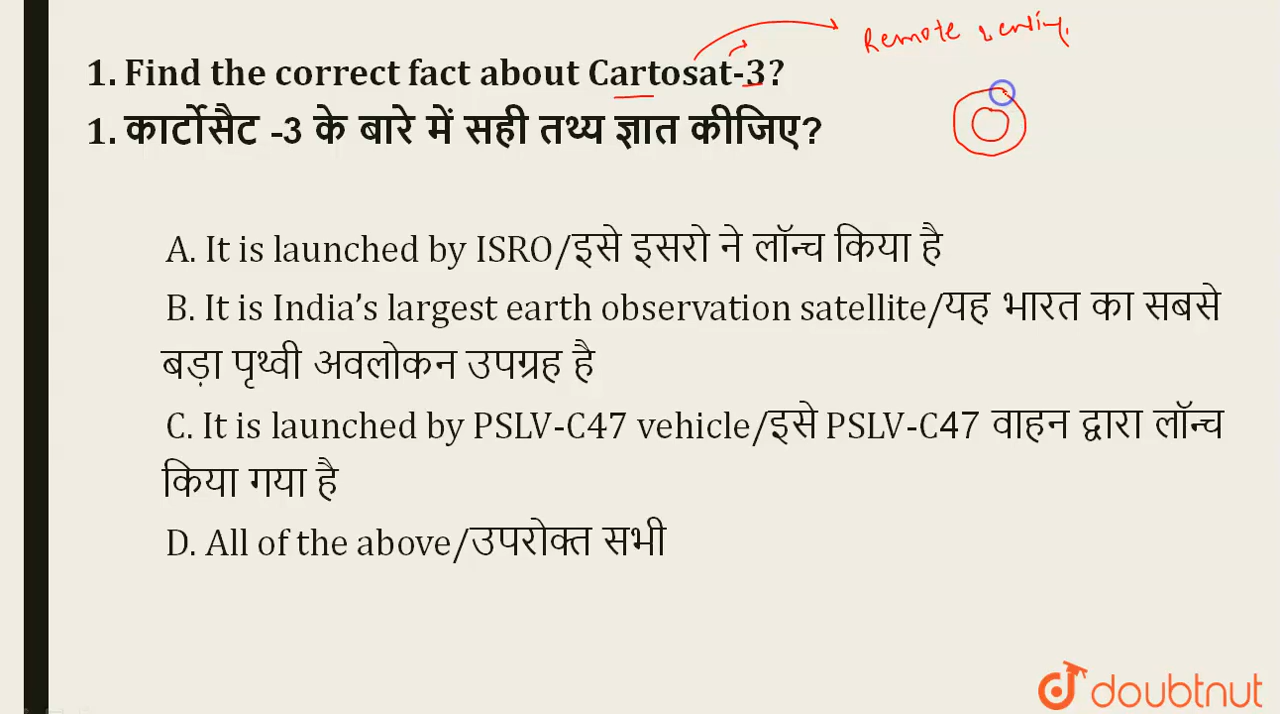 Remote sensing
1. Find the correct fact about Cartosat-3?
1. कार्टोसैट -3 के बारे में सही तथ्य ज्ञात कीजिए?
A. It is launched by ISRO/इसे इसरो ने लॉन्च किया है
B. It is India’s largest earth observation satellite/यह भारत का सबसे
बड़ा पृथ्वी अवलोकन उपग्रह है
C. It is launched by PSLV-C47 vehicle/इसे PSLV-C47 वाहन द्वारा लॉन्च
किया गया है
D. All of the above/उपरोक्त सभी
doubtnut